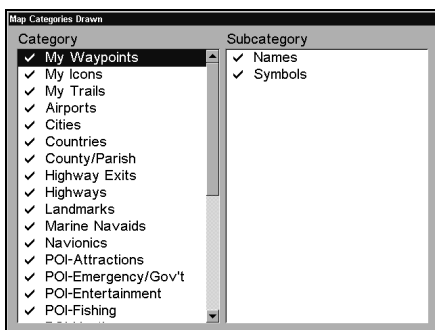 Map Categories Drawn
Category
My Waypoints
My Icons
My Trails
Airports
Cities
Countries
County/Parish
Highway Exits
Highways
Landmarks
Marine Navaids
Navionics
POI-Attractions
POI-Emergency/Gov't
POI-Entertainment
POI-Fishing
Subcategory
Names
Symbols